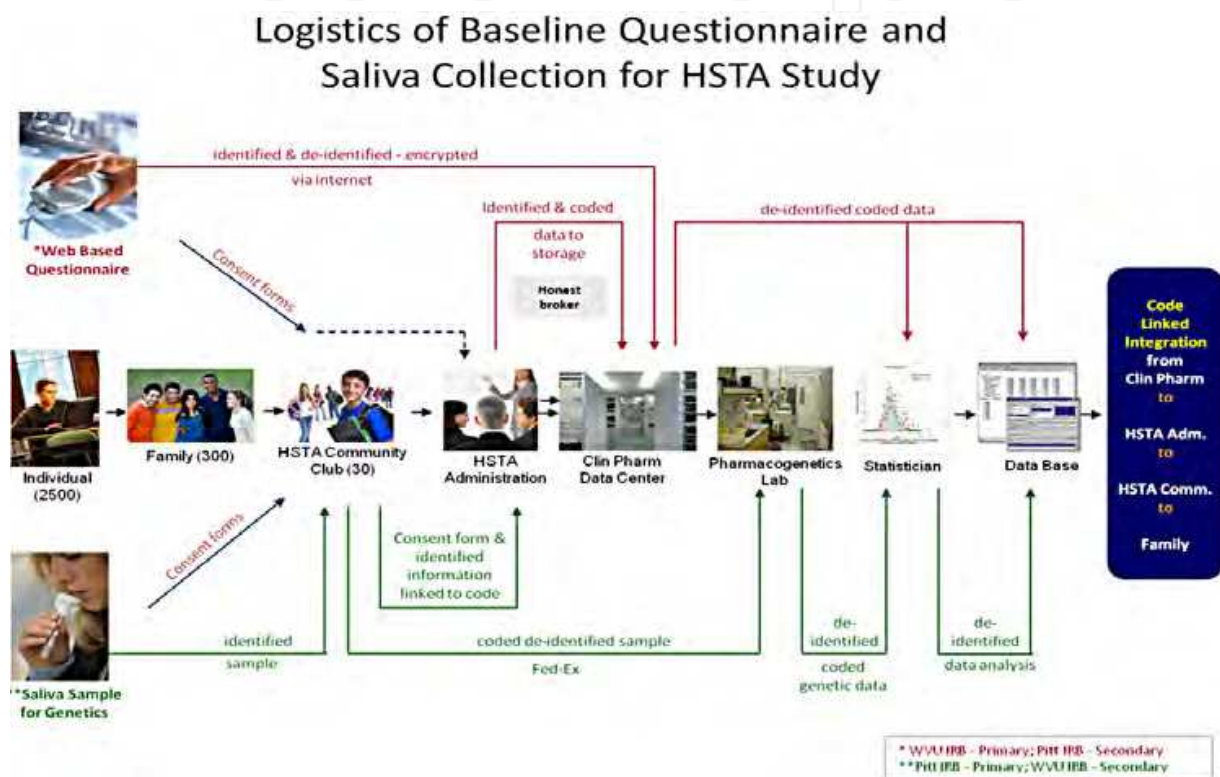 Logistics of Baseline Questionnaire and
Saliva Collection for HSTA Study
identified & de-identified - encrypted
via internet
*Web Based
Questionnaire
Consent forms
Identified & coded
data to
storage
Honest
broker
de-identified coded data
Individual
(2500)
Family (300)
HSTA Community
Club (30)
HSTA
Administration
Clin Pharm
Data Center
Pharmacogenetics
Lab
Statistician
Data Base
Code
Linked
Integration
from
Clin Pharm
to
HSTA Adm.
to
HSTA Comm.
to
Family
Consent forms
Consent form &
identified
information
linked to code
identified
sample
coded de-identified sample
Fed-Ex
de-
identified
coded
genetic data
de-
identified
data analysis
**Saliva Sample
for Genetics
* WVU IRB - Primary; Pitt IRB - Secondary
**Pitt IRB - Primary; WVU IRB - Secondary